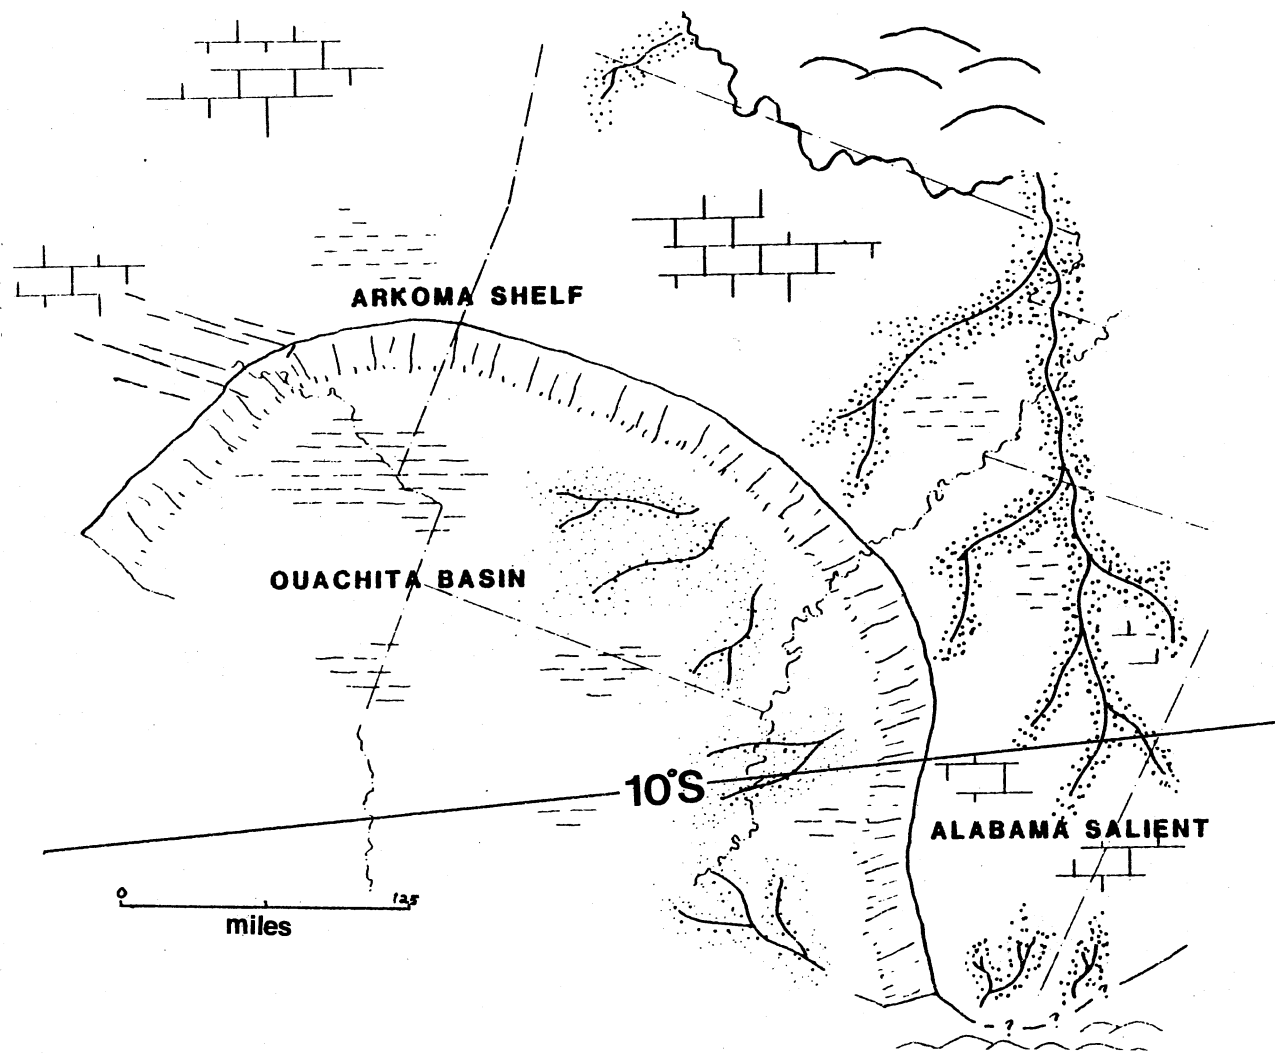 ARKOMA SHELF
OUACHITA BASIN
10°S
ALABAMA SALIENT
0 125
miles
? ?